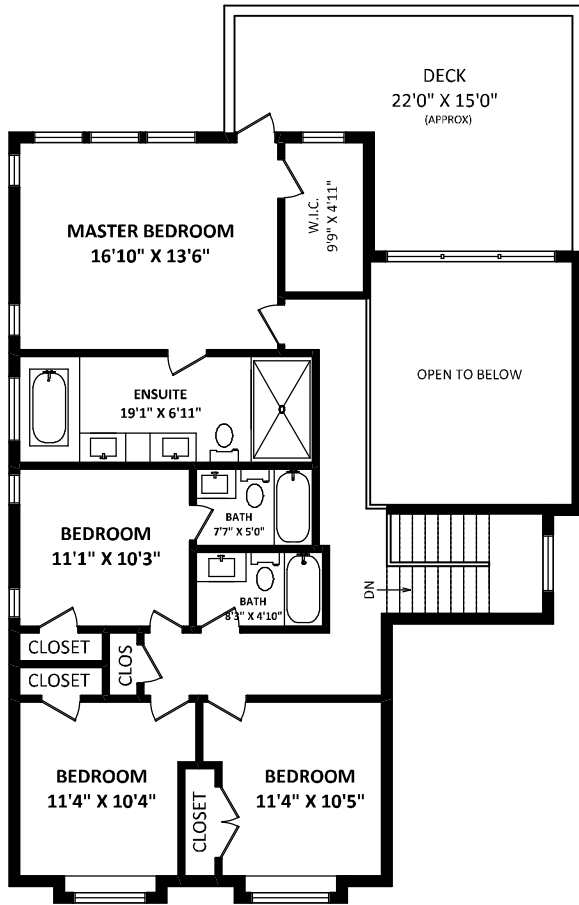 DECK
22'0" X 15'0"
(APPROX)
MASTER BEDROOM
16'10" X 13'6"
W.I.C.
9'9" X 4'11"
OPEN TO BELOW
ENSUITE
19'1" X 6'11"
BEDROOM
11'1" X 10'3"
BATH
7'7" X 5'0"
BATH
8'3" X 4'10"
DN
CLOSET
CLOSET
CLOS
BEDROOM
11'4" X 10'4"
BEDROOM
11'4" X 10'5"
CLOSET